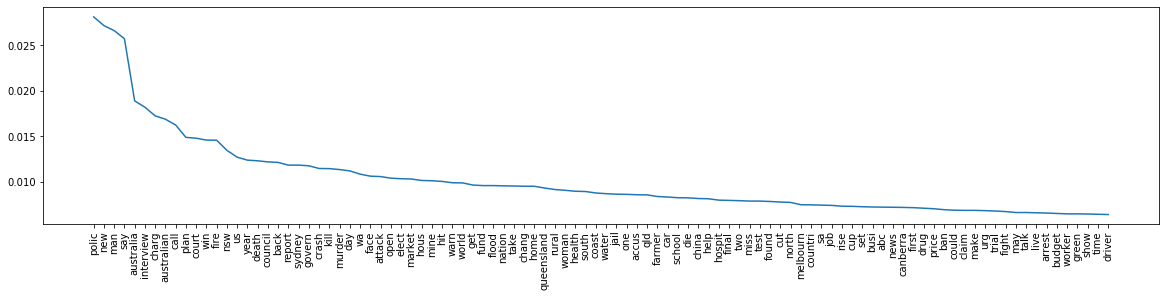 0.025
0.020
0.015
0.010
polic
new
man
say
australia
interview
charg
australian
call
plan
court
win
fire
nsw
us
year
death
council
back
report
sydney
govern
crash
kill
murder
day
wa
face
attack
open
elect
market
hous
mine
hit
warn
world
get
fund
flood
nation
take
chang
home
queensland
rural
woman
health
south
coast
water
jail
one
accus
qld
farmer
car
school
die
china
help
hospit
final
two
miss
test
found
cut
north
melbourn
countri
sa
job
rise
cup
set
busi
abc
news
canberra
first
drug
price
ban
could
claim
make
urg
trial
fight
may
talk
live
arrest
budget
worker
green
show
time
driver